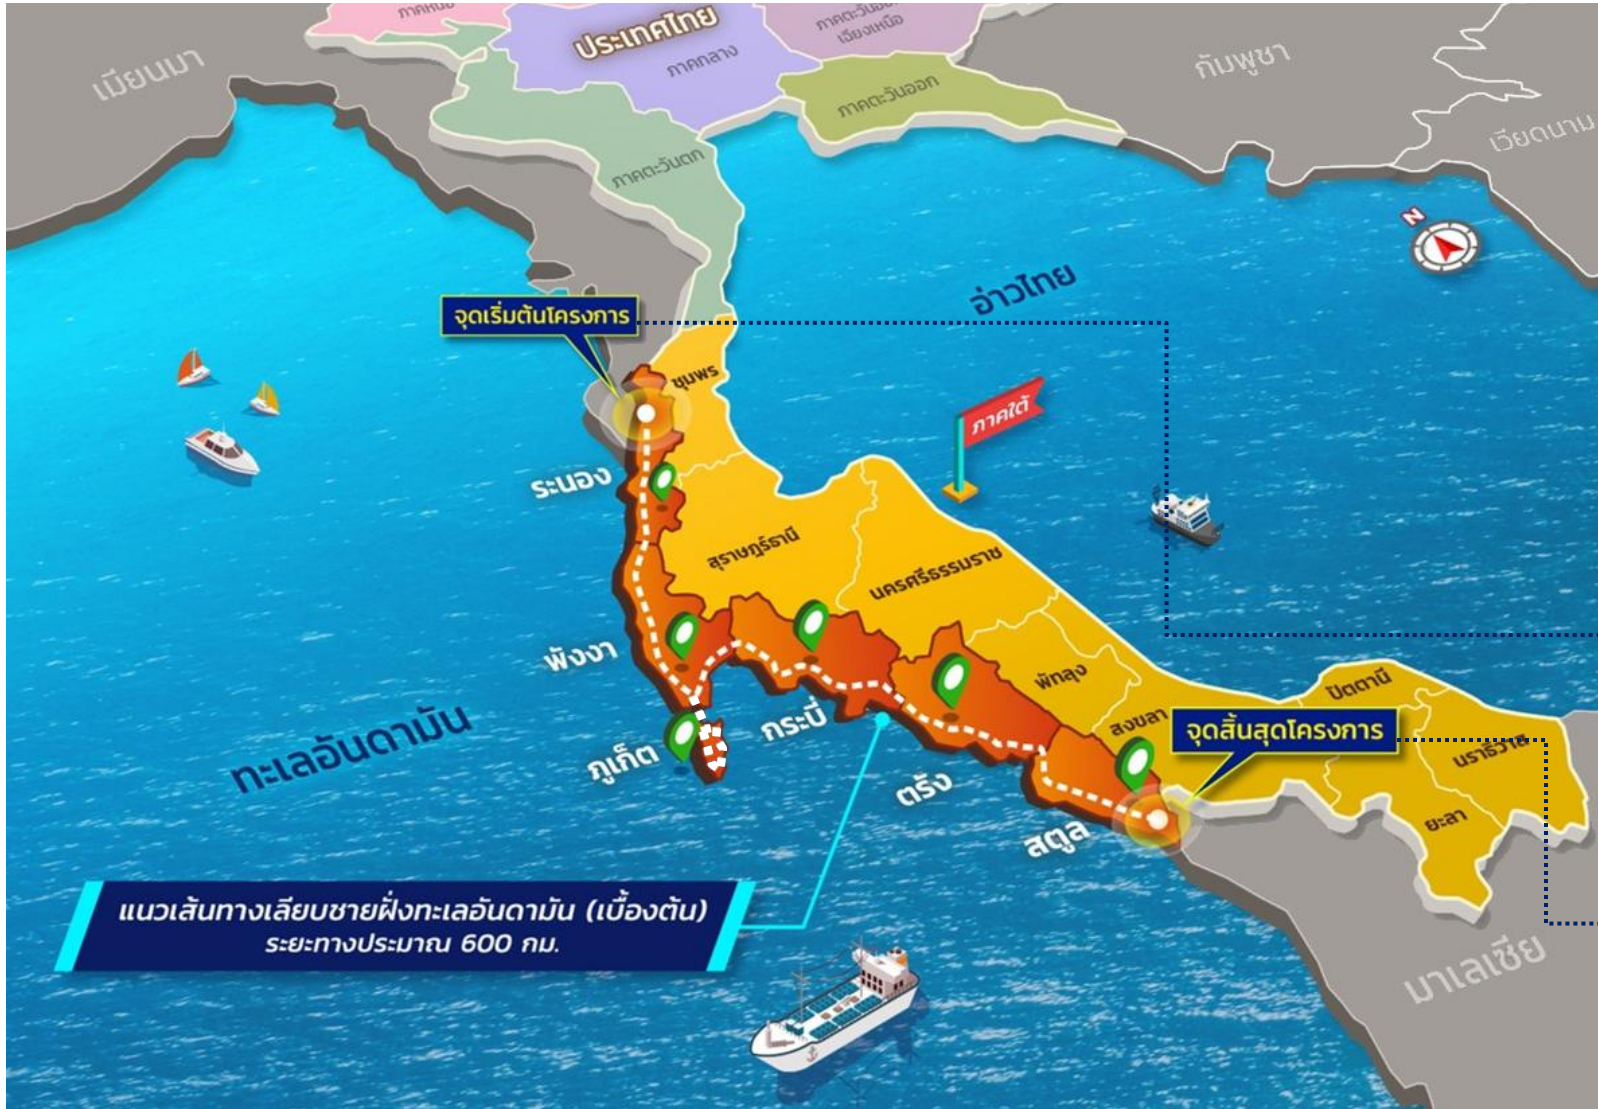 ภาคเหนือ
ประเทศไทย
ภาคตะวันออก
เฉียงเหนือ
เมียนมา
ภาคกลาง
กัมพูชา
ภาคตะวันออก
เวียดนาม
ภาคตะวันตก
N
อ่าวไทย
จุดเริ่มต้นโครงการ
ชุมพร
ภาคใต้
ระนอง
สุราษฎร์ธานี
นครศรีธรรมราช
พังงา
พัทลุง
ปัตตานี
กระบี่
สงขลา
จุดสิ้นสุดโครงการ
นราธิวาส
ทะเลอันดามัน
ภูเก็ต
ตรัง
ยะลา
สตูล
แนวเส้นทางเลียบชายฝั่งทะเลอันดามัน (เบื้องต้น)
ระยะทางประมาณ 600 กม.
มาเลเซีย